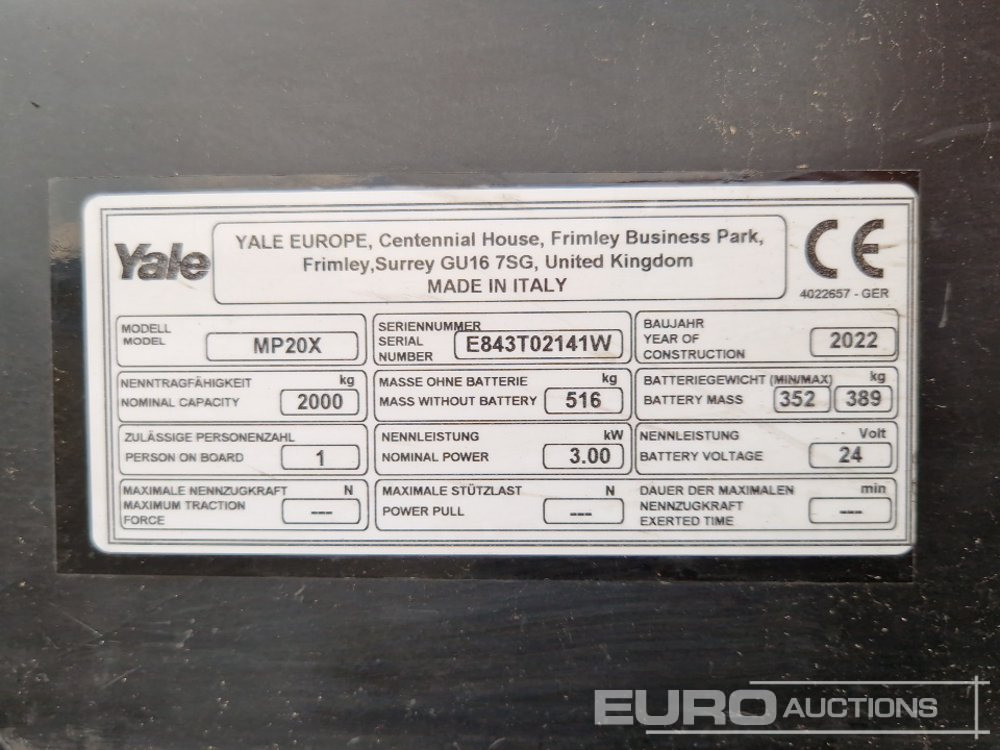 Yale
YALE EUROPE, Centennial House, Frimley Business Park,
Frimley,Surrey GU16 7SG, United Kingdom
MADE IN ITALY
CE
4022657 - GER
MODELL
MODEL
MP20X
SERIENNUMMER
SERIAL
NUMBER
E843T02141W
BAUJAHR
YEAR OF
CONSTRUCTION
2022
NENNTRAGFÄHIGKEIT kg
NOMINAL CAPACITY 2000
MASSE OHNE BATTERIE kg
MASS WITHOUT BATTERY 516
BATTERIEGEWICHT (MIN/MAX) kg
BATTERY MASS 352 389
ZULÄSSIGE PERSONENZAHL
PERSON ON BOARD 1
NENNLEISTUNG kW
NOMINAL POWER 3.00
NENNLEISTUNG Volt
BATTERY VOLTAGE 24
MAXIMALE NENNZUGKRAFT N
MAXIMUM TRACTION
FORCE ---
MAXIMALE STÜTZLAST N
POWER PULL ---
DAUER DER MAXIMALEN min
NENNZUGKRAFT
EXERTED TIME ---
EURO AUCTIONS